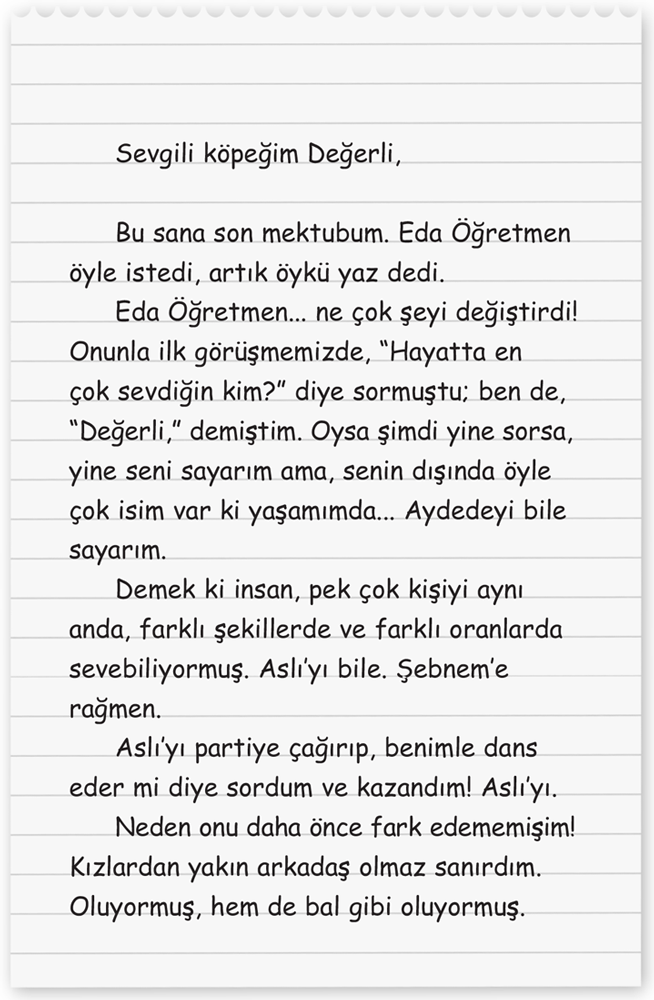 Sevgili köpeğim Değerli,
Bu sana son mektubum. Eda Öğretmen
öyle istedi, artık öykü yaz dedi.
Eda Öğretmen... ne çok şeyi değiştirdi!
Onunla ilk görüşmemizde, “Hayatta en
çok sevdiğin kim?” diye sormuştu; ben de,
“Değerli,” demiştim. Oysa şimdi yine sorsa,
yine seni sayarım ama, senin dışında öyle
çok isim var ki yaşamımda... Aydedeyi bile
sayarım.
Demek ki insan, pek çok kişiyi aynı
anda, farklı şekillerde ve farklı oranlarda
sevebiliyormuş. Aslı’yı bile. Şebnem’e
rağmen.
Aslı’yı partiye çağırıp, benimle dans
eder mi diye sordum ve kazandım! Aslı’yı.
Neden onu daha önce fark edememişim!
Kızlardan yakın arkadaş olmaz sanırdım.
Oluyormuş, hem de bal gibi oluyormuş.